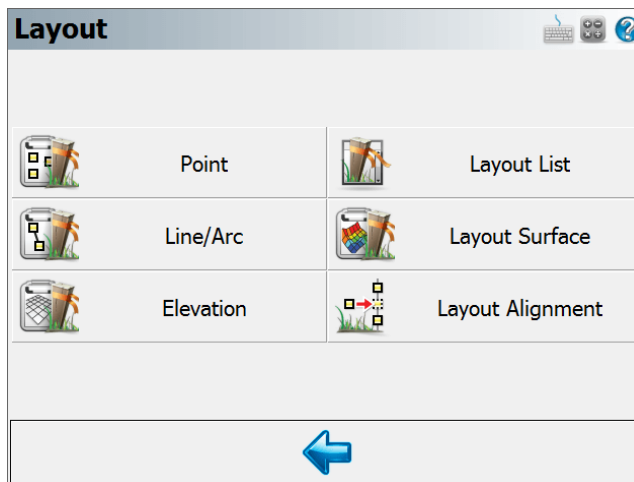 Layout
Point
Layout List
Line/Arc
Layout Surface
Elevation
Layout Alignment